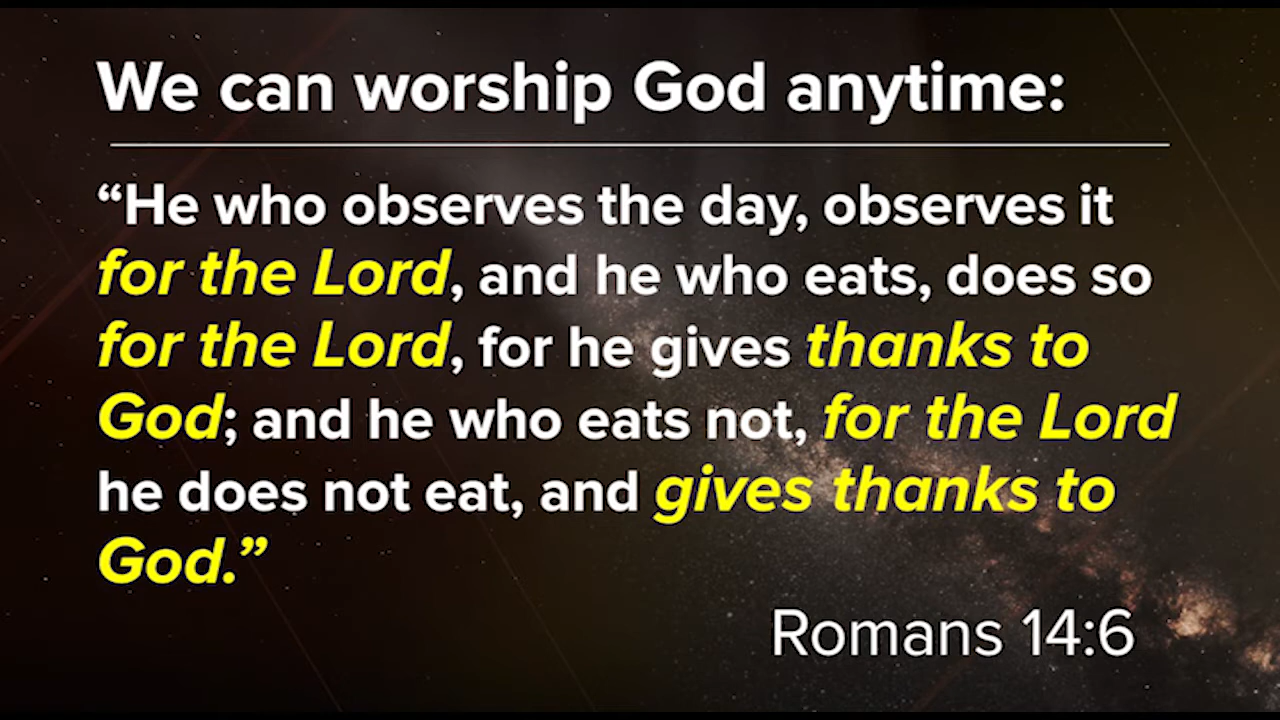 We can worship God anytime:
“He who observes the day, observes it
for the Lord, and he who eats, does so
for the Lord, for he gives thanks to
God; and he who eats not, for the Lord
he does not eat, and gives thanks to
God.”
Romans 14:6